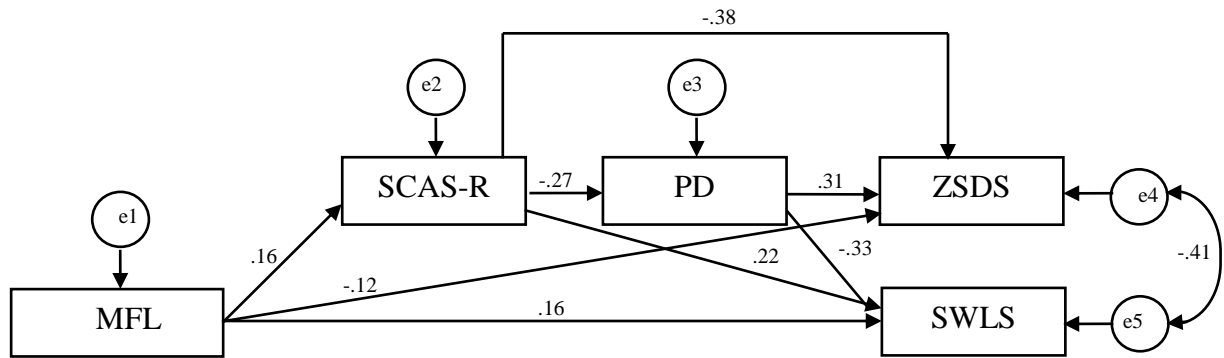 -.38
e2
e3
SCAS-R
-.27
PD
.31
ZSDS
e4
e1
.16
-.12
.22
-.33
-.41
MFL
.16
SWLS
e5